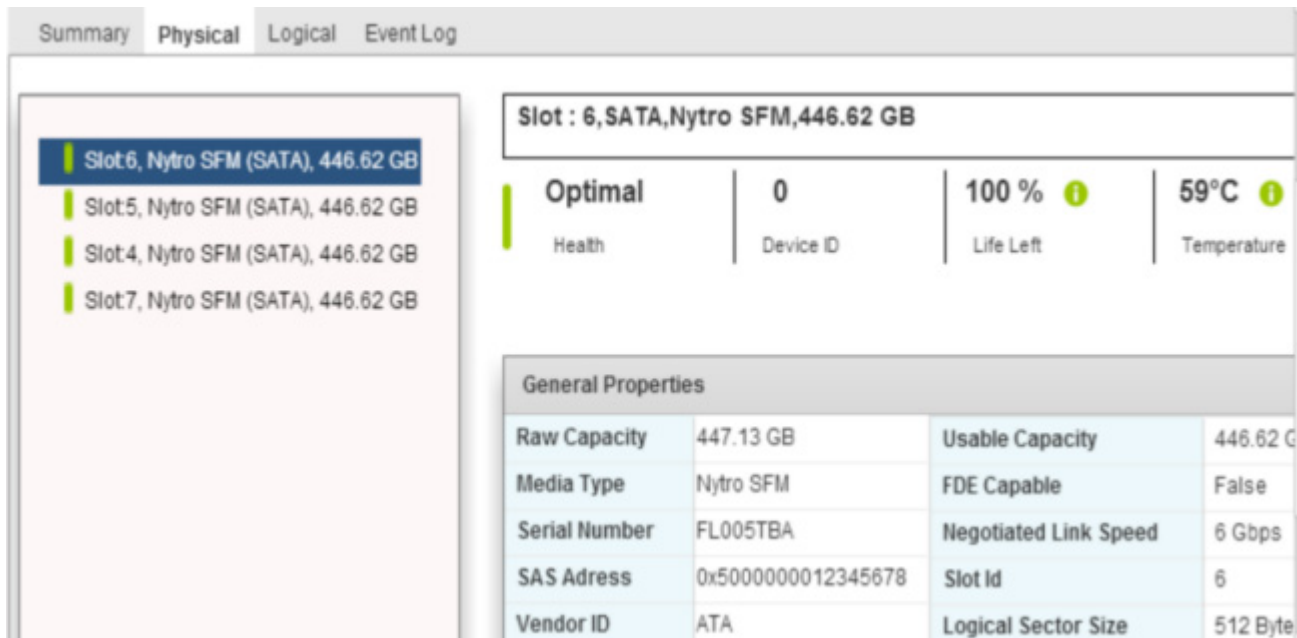 Summary Physical Logical Event Log
Slot:6, Nytro SFM (SATA), 446.62 GB
Slot:5, Nytro SFM (SATA), 446.62 GB
Slot:4, Nytro SFM (SATA), 446.62 GB
Slot:7, Nytro SFM (SATA), 446.62 GB
Slot : 6,SATA,Nytro SFM,446.62 GB
Optimal 0 100 % 59°C
Health Device ID Life Left Temperature
General Properties
Raw Capacity 447.13 GB Usable Capacity 446.62
Media Type Nytro SFM FDE Capable False
Serial Number FL005TBA Negotiated Link Speed 6 Gbps
SAS Adress 0x5000000012345678 Slot Id 6
Vendor ID ATA Logical Sector Size 512 Byte